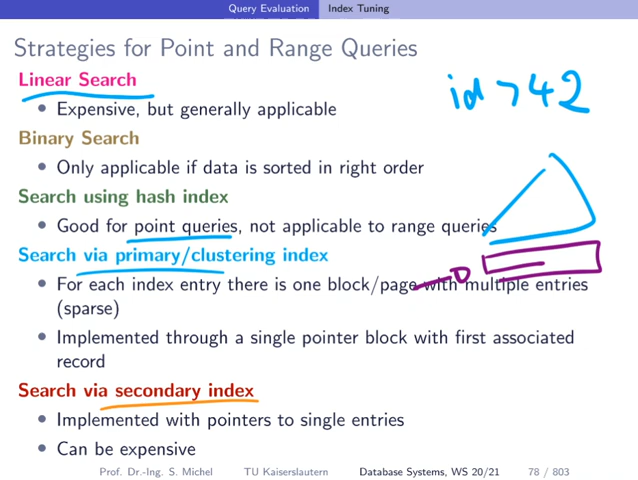 Query Evaluation Index Tuning
Strategies for Point and Range Queries
Linear Search
id > 42
• Expensive, but generally applicable
Binary Search
• Only applicable if data is sorted in right order
Search using hash index
• Good for point queries, not applicable to range queries
Search via primary/clustering index
• For each index entry there is one block/page with multiple entries
(sparse)
• Implemented through a single pointer block with first associated
record
Search via secondary index
• Implemented with pointers to single entries
• Can be expensive
Prof. Dr.-Ing. S. Michel TU Kaiserslautern Database Systems, WS 20/21 78 / 803